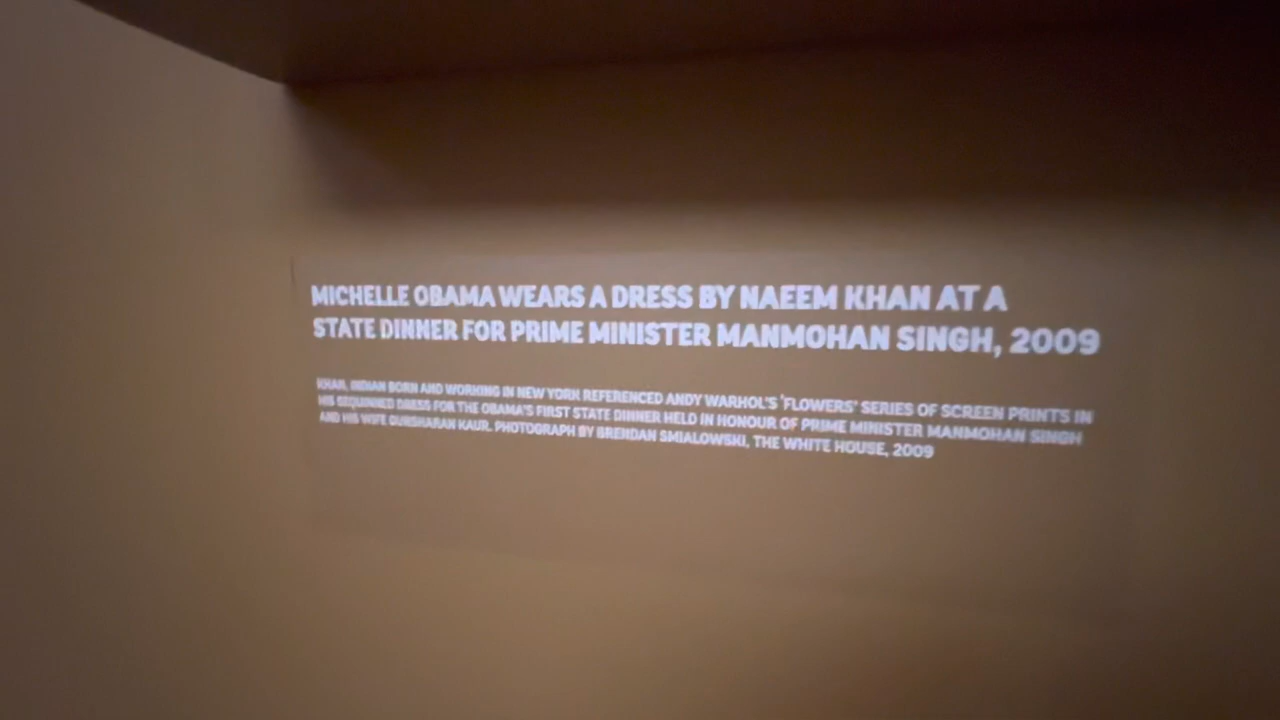 MICHELLE OBAMA WEARS A DRESS BY NAEEM KHAN AT A
STATE DINNER FOR PRIME MINISTER MANMOHAN SINGH, 2009
KHAN, INDIAN BORN AND WORKING IN NEW YORK REFERENCED ANDY WARHOL'S 'FLOWERS' SERIES OF SCREEN PRINTS IN
HIS SEQUINNED DRESS FOR THE OBAMA'S FIRST STATE DINNER HELD IN HONOUR OF PRIME MINISTER MANMOHAN SINGH
AND HIS WIFE GURSHARAN KAUR. PHOTOGRAPH BY BRENDAN SMIALOWSKI, THE WHITE HOUSE, 2009